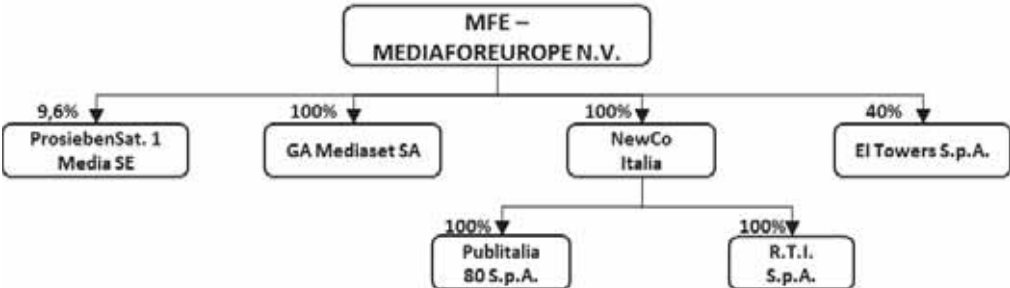 MFE –
MEDIAFOREUROPE N.V.
9,6%
100%
100%
40%
ProsiebenSat. 1
Media SE
GA Mediaset SA
NewCo
Italia
EI Towers S.p.A.
100%
100%
Publitalia
80 S.p.A.
R.T.I.
S.p.A.